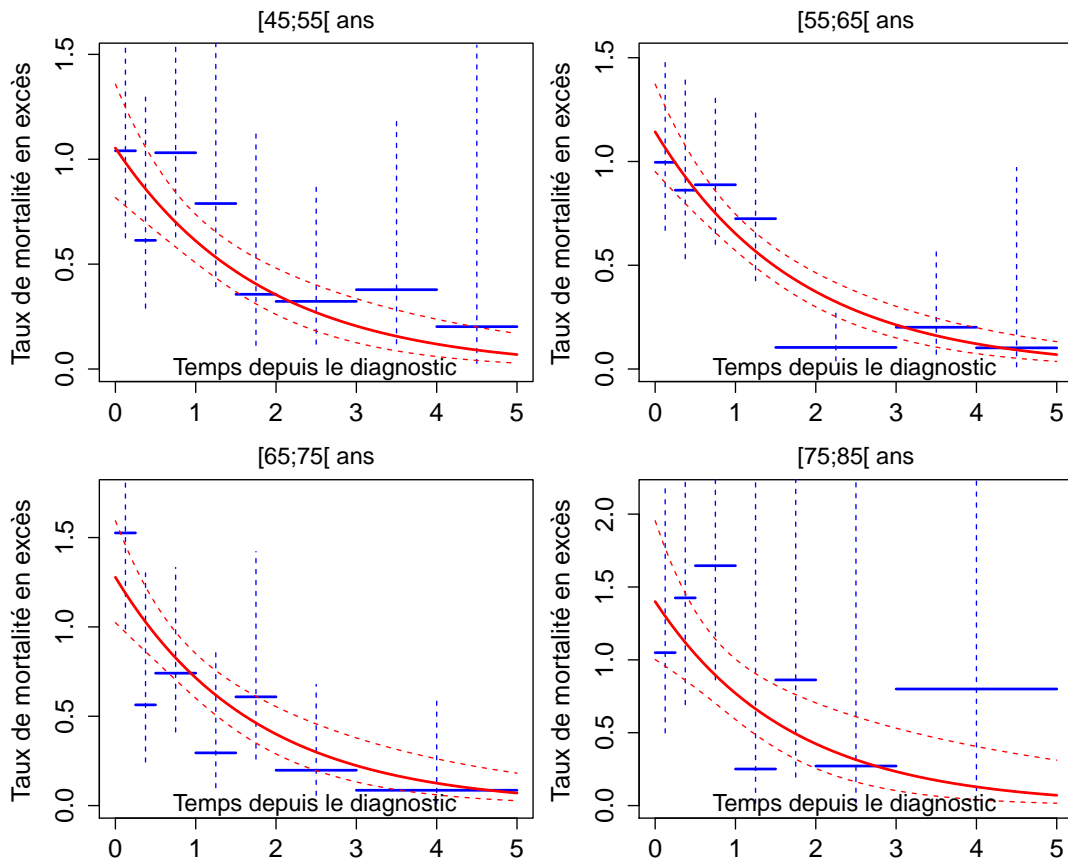 [45;55[ ans
Taux de mortalité en excès
0.0 0.5 1.0 1.5
Temps depuis le diagnostic
0 1 2 3 4 5
[55;65[ ans
Taux de mortalité en excès
0.0 0.5 1.0 1.5
Temps depuis le diagnostic
0 1 2 3 4 5
[65;75[ ans
Taux de mortalité en excès
0.0 0.5 1.0 1.5
Temps depuis le diagnostic
0 1 2 3 4 5
[75;85[ ans
Taux de mortalité en excès
0.0 0.5 1.0 1.5 2.0
Temps depuis le diagnostic
0 1 2 3 4 5